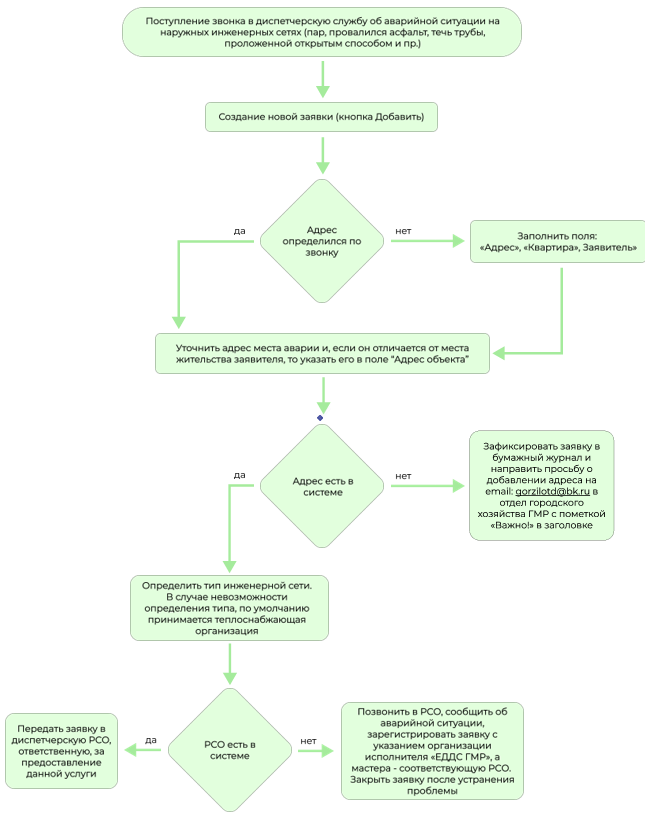 Поступление звонка в диспетчерскую службу об аварийной ситуации на
наружных инженерных сетях (пар, провалился асфальт, течь трубы,
проложенной открытым способом и пр.)
Создание новой заявки (кнопка Добавить)
Адрес
определился по
звонку
да
нет
Заполнить поля:
«Адрес», «Квартира», Заявитель»
Уточнить адрес места аварии и, если он отличается от места
жительства заявителя, то указать его в поле “Адрес объекта”
Адрес есть в
системе
да
нет
Зафиксировать заявку в
бумажный журнал и
направить просьбу о
добавлении адреса на
email: gorzilotd@bk.ru в
отдел городского
хозяйства ГМР с пометкой
«Важно!» в заголовке
Определить тип инженерной сети.
В случае невозможности
определения типа, по умолчанию
принимается теплоснабжающая
организация
РСО есть в
системе
да
нет
Передать заявку в
диспетчерскую РСО,
ответственную, за
предоставление
данной услуги
Позвонить в РСО, сообщить об
аварийной ситуации,
зарегистрировать заявку с
указанием организации
исполнителя «ЕДДС ГМР», а
мастера - соответствующую РСО.
Закрыть заявку после устранения
проблемы